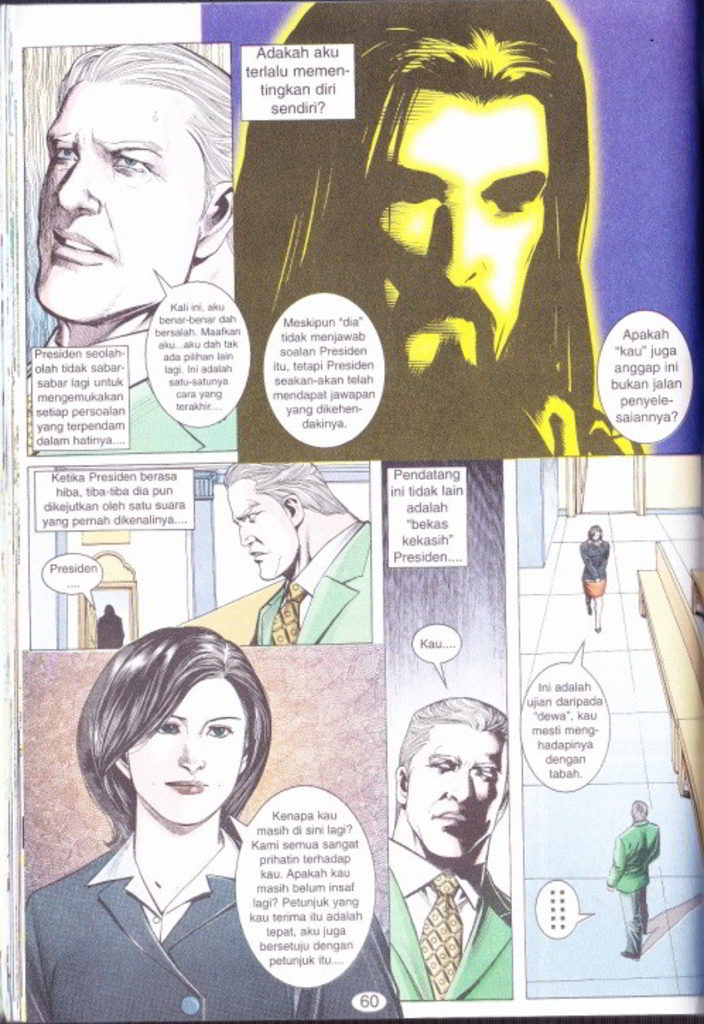 Adakah aku
terlalu memen-
tingkan diri
sendiri?
Kali ini, aku
benar-benar dah
bersalah. Maafkan
aku, aku dah tak
tak...aku dah tak
ada pilihan lain
lagi. Ini adalah
satu-satunya
cara yang
terakhir....
Presiden seolah-
olah tidak sabar-
sabar lagi untuk
mengemukakan
setiap persoalan
yang terpendam
dalam hatinya....
Meskipun "dia"
tidak menjawab
soalan Presiden
itu, tetapi Presiden
seakan-akan telah
mendapat jawapan
yang dikehen-
dakinya.
Apakah
"kau" juga
anggap ini
bukan jalan
penyele-
saiannya?
Ketika Presiden berasa
hiba, tiba-tiba dia pun
dikejutkan oleh satu suara
yang pernah dikenalinya....
Presiden
....
Pendatang
ini tidak lain
adalah
"bekas
kekasih"
Presiden....
Kau....
Ini adalah
ujian daripada
"dewa", kau
mesti meng-
hadapinya
dengan
tabah.
Kenapa kau
masih di sini lagi?
Kami semua sangat
prihatin terhadap
kau. Apakah kau
masih belum insaf
lagi? Petunjuk yang
kau terima itu adalah
tepat, aku juga
bersetuju dengan
petunjuk itu....
60